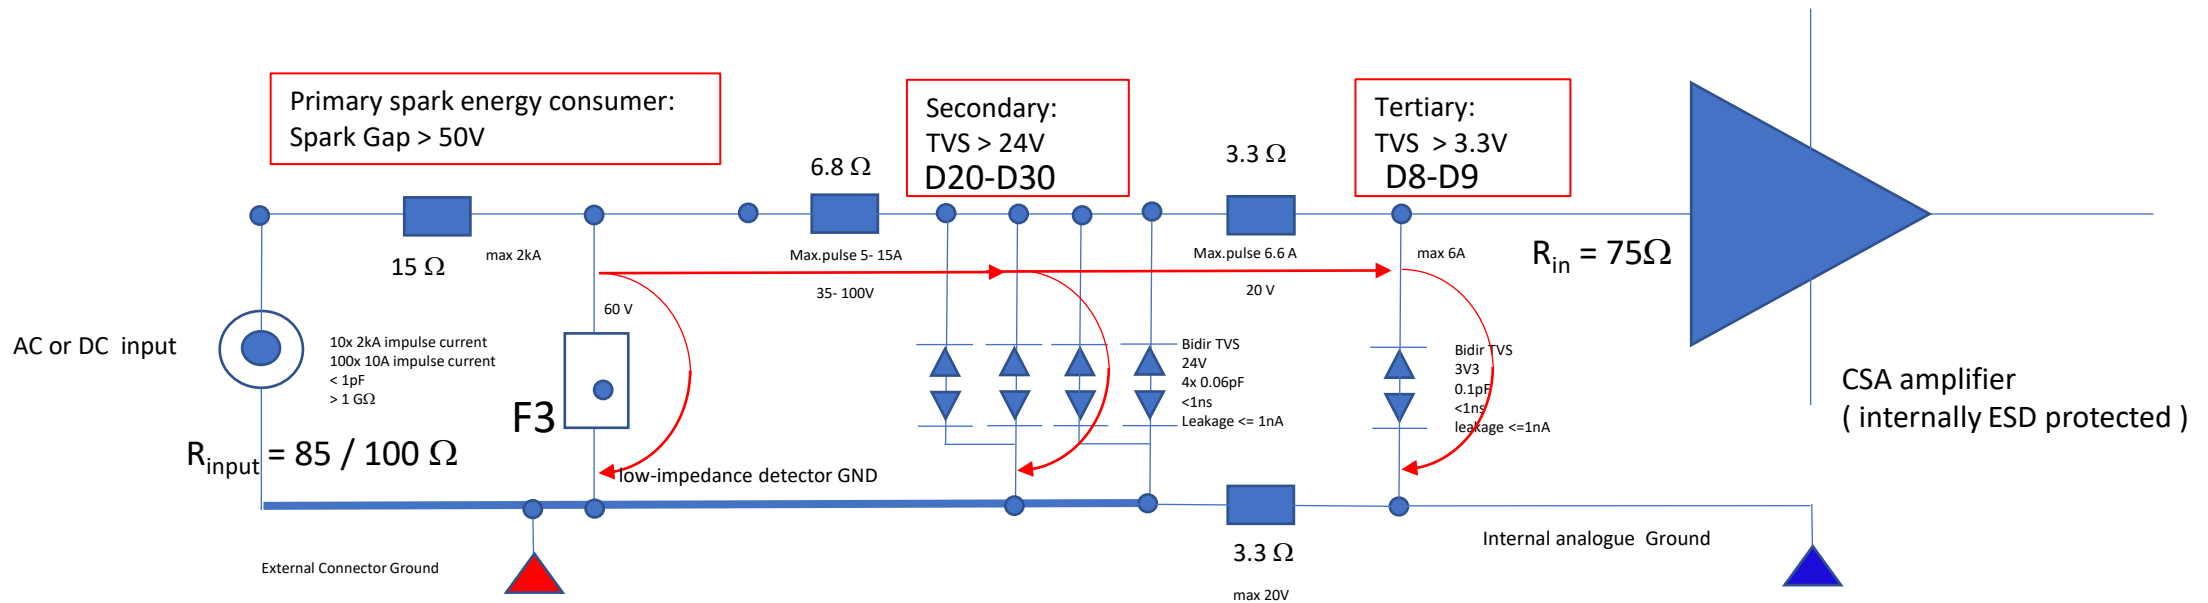 Primary spark energy consumer:
Spark Gap > 50V
Secondary:
TVS > 24V
D20-D30
Tertiary:
TVS  > 3.3V
D8-D9
6.8 Ω
3.3 Ω
15 Ω
max 2kA
Max.pulse 5- 15A
Max.pulse 6.6 A
max 6A
Rin = 75Ω
35- 100V
20 V
60 V
AC or DC  input
10x 2kA impulse current
100x 10A impulse current
< 1pF
> 1 GΩ
Bidir TVS
24V
4x 0.06pF
<1ns
Leakage <= 1nA
Bidir TVS
3V3
0.1pF
<1ns
leakage <=1nA
CSA amplifier
( internally ESD protected )
F3
Rinput = 85 / 100 Ω
low-impedance detector GND
External Connector Ground
3.3 Ω
max 20V
Internal analogue  Ground